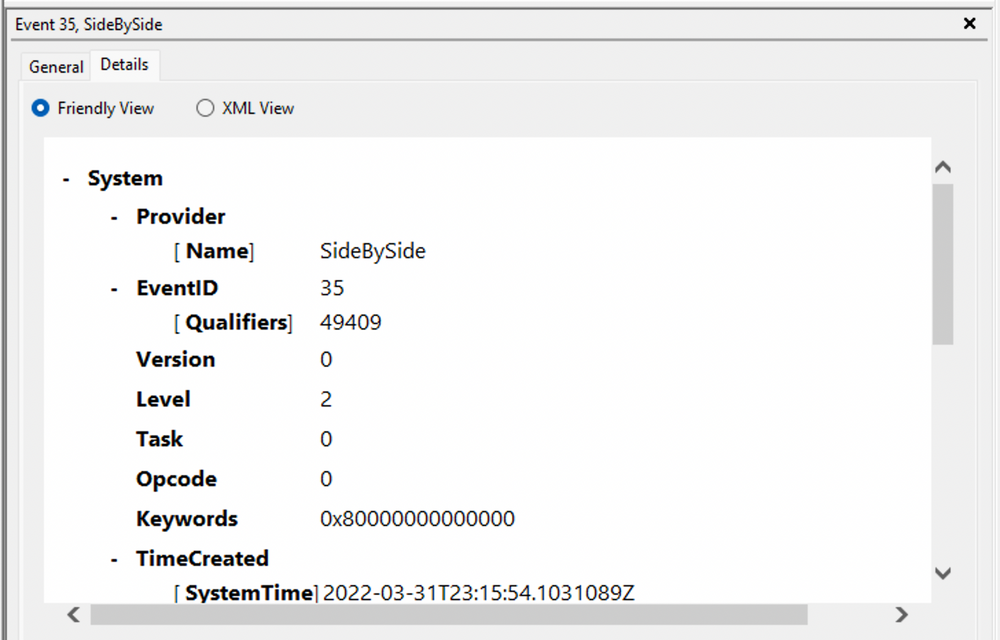 Event 35, SideBySide
General Details
Friendly View XML View
- System
- Provider
[ Name] SideBySide
- EventID 35
[ Qualifiers] 49409
Version 0
Level 2
Task 0
Opcode 0
Keywords 0x80000000000000
- TimeCreated
[ SystemTime] 2022-03-31T23:15:54.1031089Z